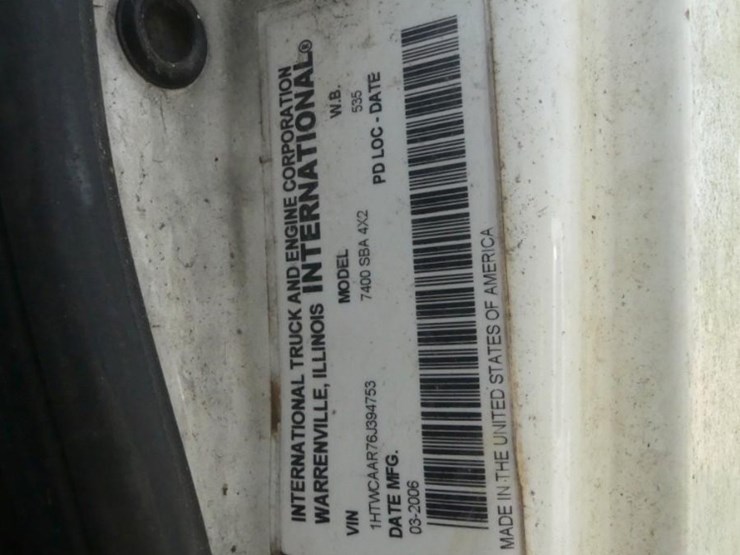 INTERNATIONAL TRUCK AND ENGINE CORPORATION
WARRENVILLE, ILLINOIS INTERNATIONAL®
VIN MODEL W.B.
1HTWCAAR76J394753 7400 SBA 4X2 535
DATE MFG. PD LOC - DATE
03-2006
MADE IN THE UNITED STATES OF AMERICA